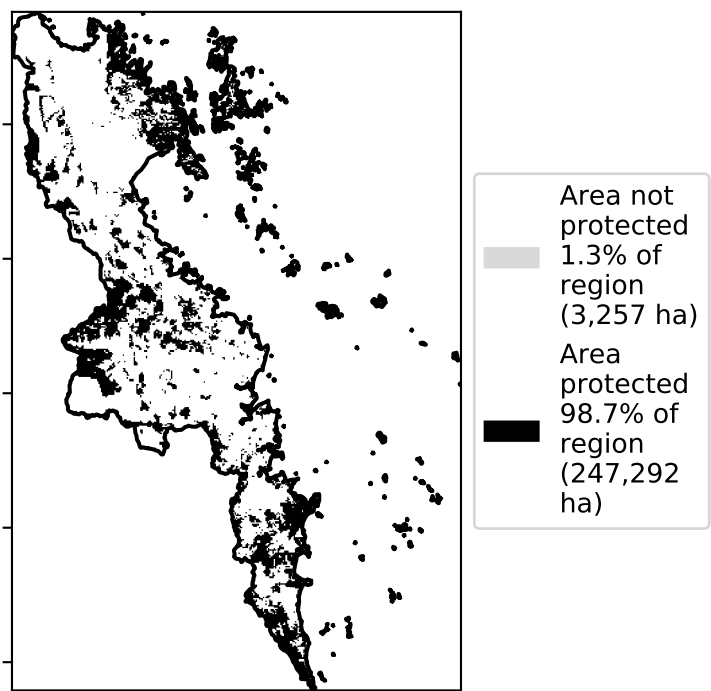 Area not
protected
1.3% of
region
(3,257 ha)
Area
protected
98.7% of
region
(247,292
ha)